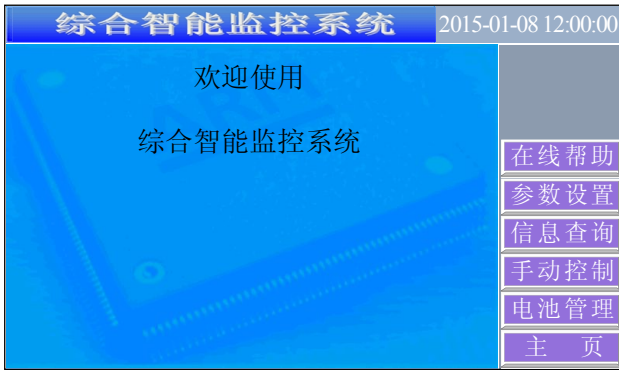 综合智能监控系统
2015-01-08 12:00:00
欢迎使用
综合智能监控系统
在线帮助
参数设置
信息查询
手动控制
电池管理
主 页